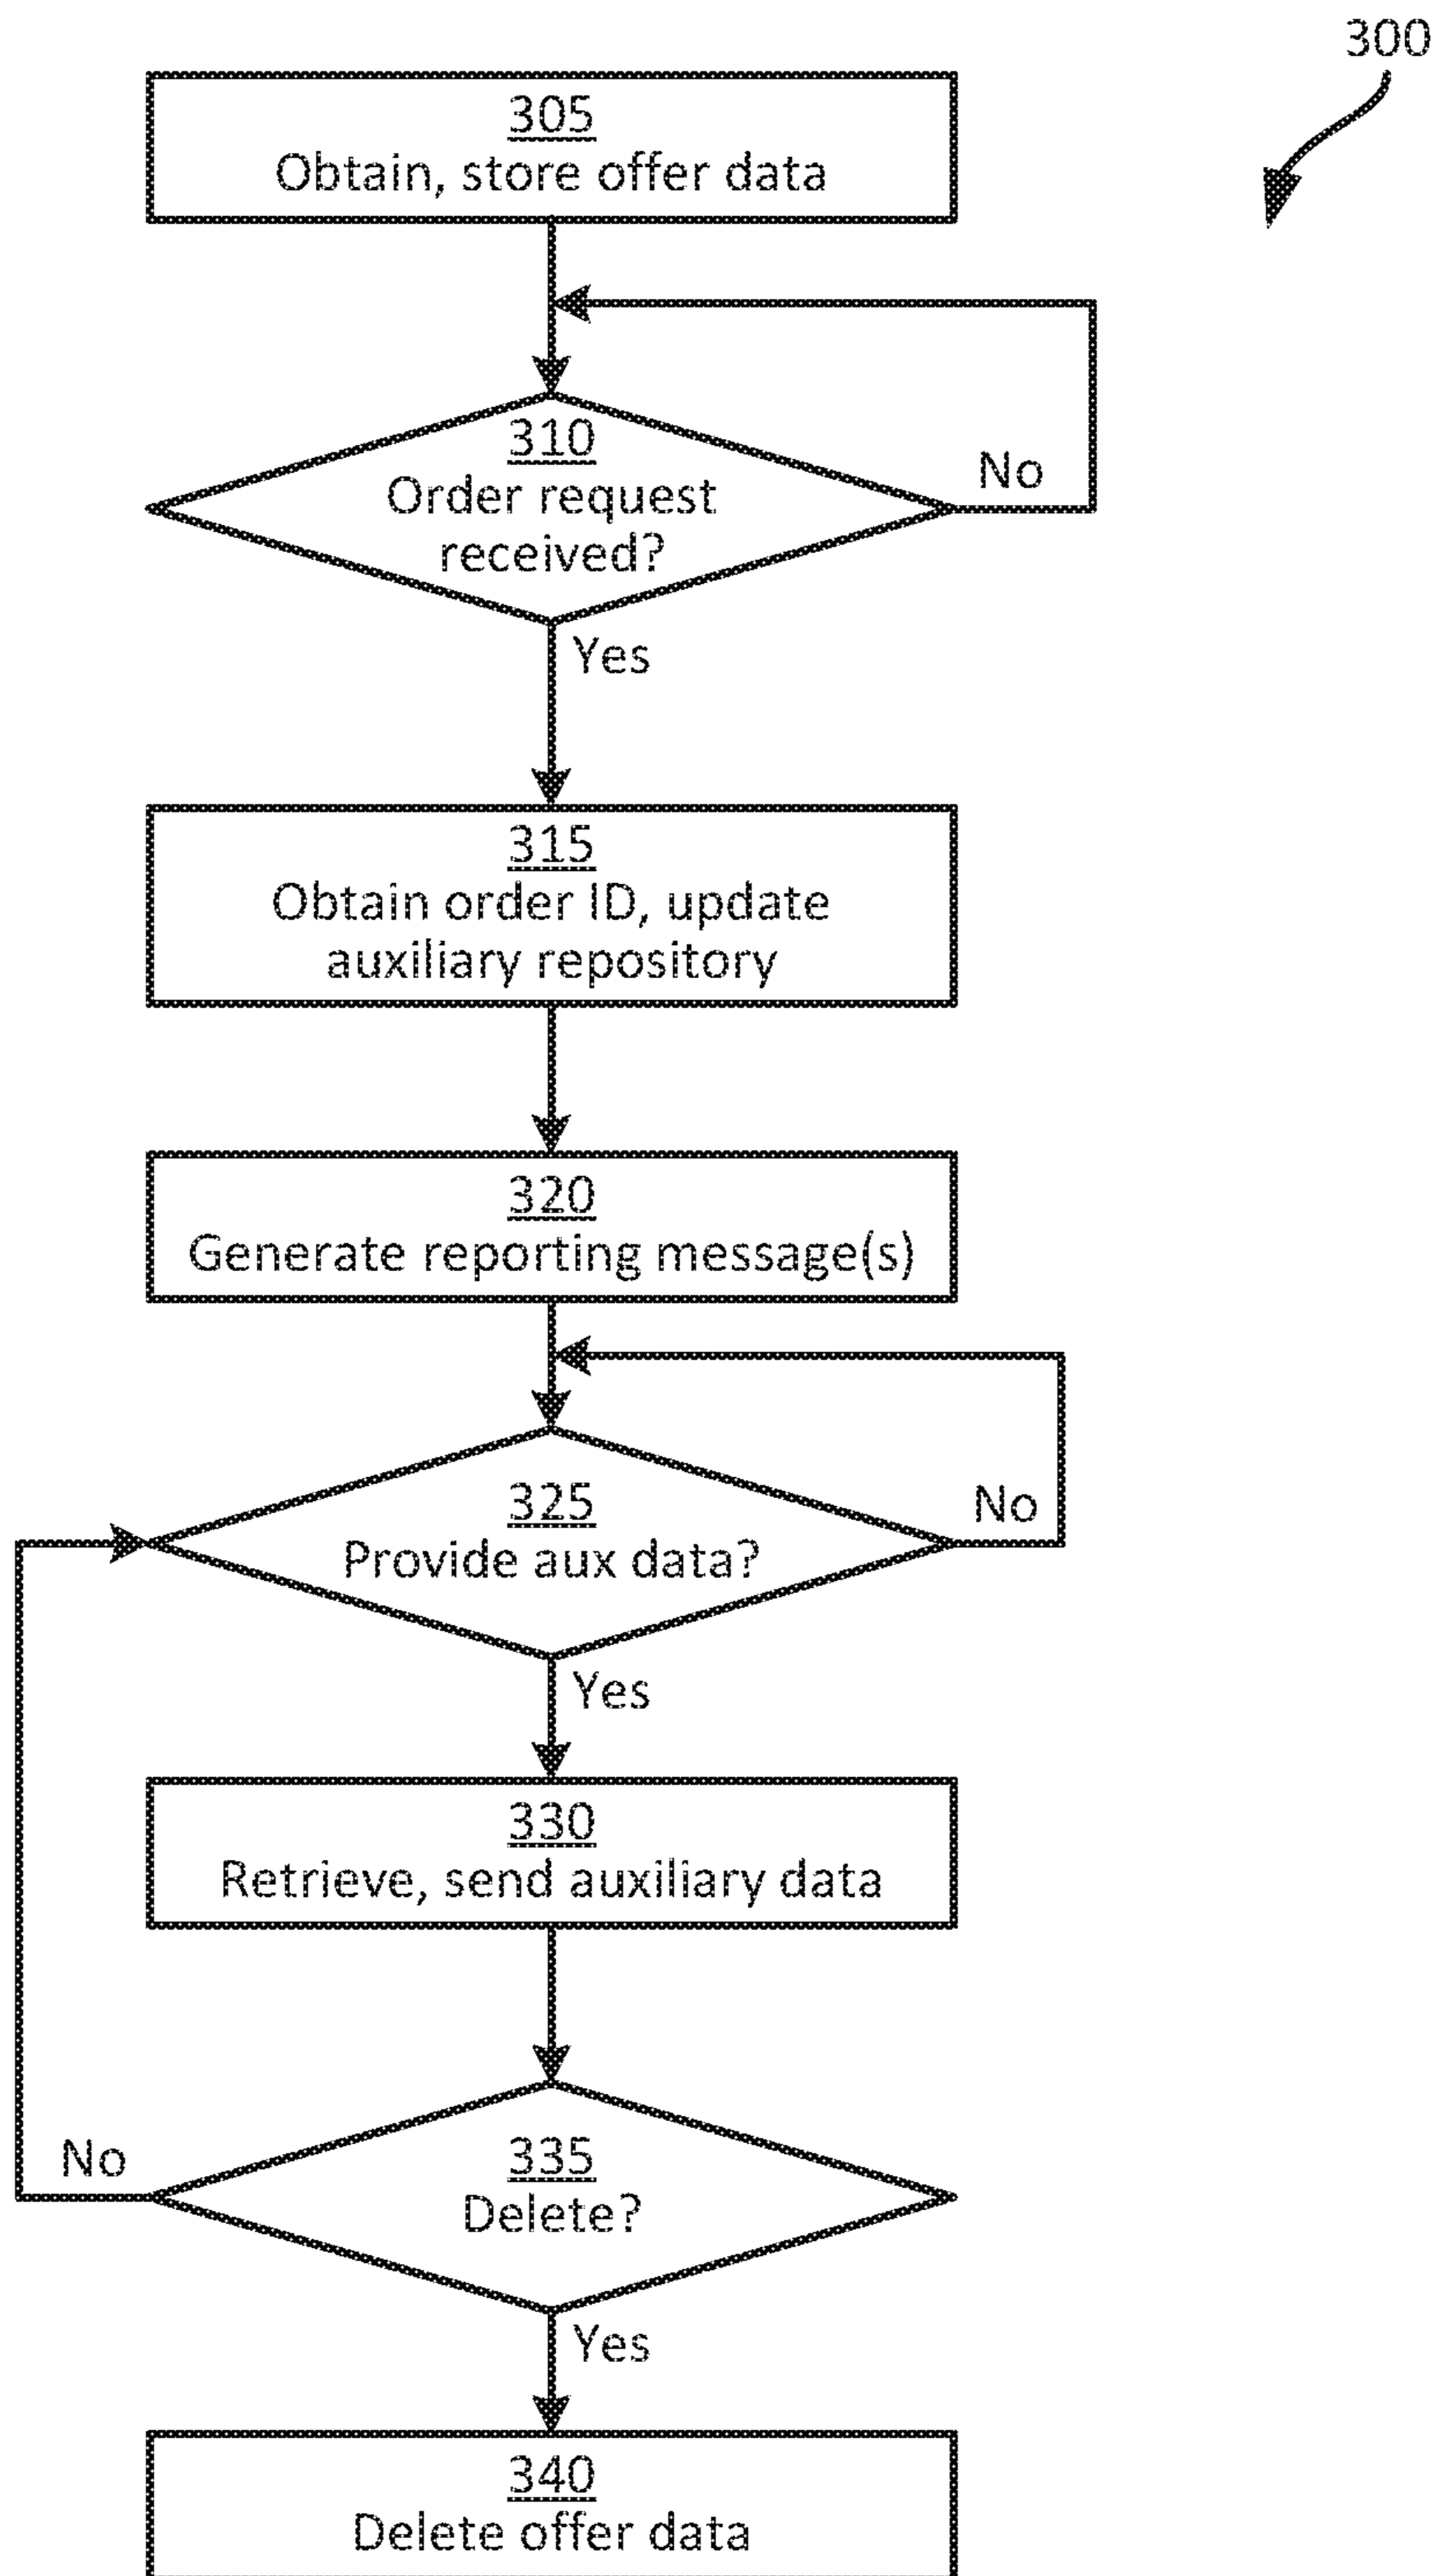 300
305
Obtain, store offer data
310
Order request
received?
No
Yes
315
Obtain order ID, update
auxiliary repository
320
Generate reporting message(s)
325
Provide aux data?
No
Yes
330
Retrieve, send auxiliary data
335
Delete?
No
Yes
340
Delete offer data